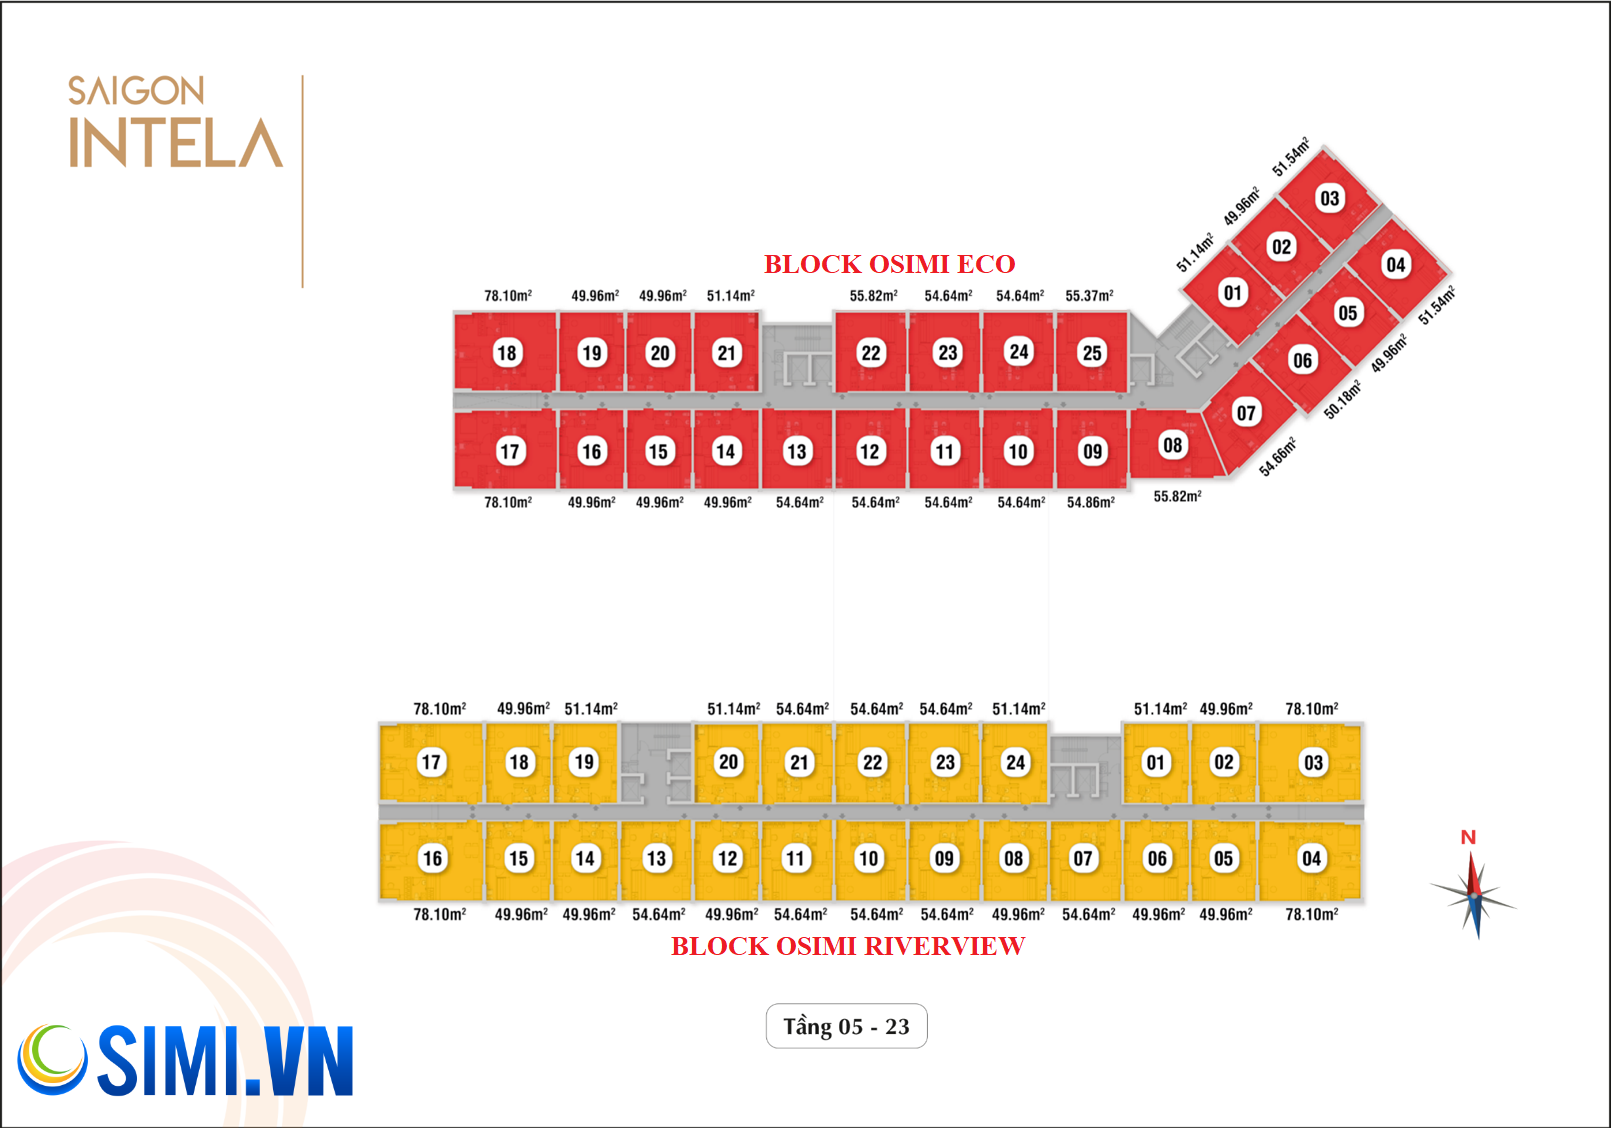 SAIGON
INTELA
BLOCK OSIMI ECO
78.10m² 49.96m² 49.96m² 51.14m² 55.82m² 54.64m² 54.64m² 55.37m²
51.14m² 49.96m² 51.54m²
18 19 20 21 22 23 24 25
01 02 03
04 05 06 07
17 16 15 14 13 12 11 10 09 08
78.10m² 49.96m² 49.96m² 49.96m² 54.64m² 54.64m² 54.64m² 54.64m² 54.86m² 55.82m²
54.66m² 50.18m² 49.96m² 51.54m²
78.10m² 49.96m² 51.14m² 51.14m² 54.64m² 54.64m² 54.64m² 51.14m² 51.14m² 49.96m² 78.10m²
17 18 19 20 21 22 23 24 01 02 03
16 15 14 13 12 11 10 09 08 07 06 05 04
78.10m² 49.96m² 49.96m² 54.64m² 49.96m² 54.64m² 54.64m² 54.64m² 49.96m² 54.64m² 49.96m² 49.96m² 78.10m²
BLOCK OSIMI RIVERVIEW
N
Tầng 05 - 23
OSIMI.VN